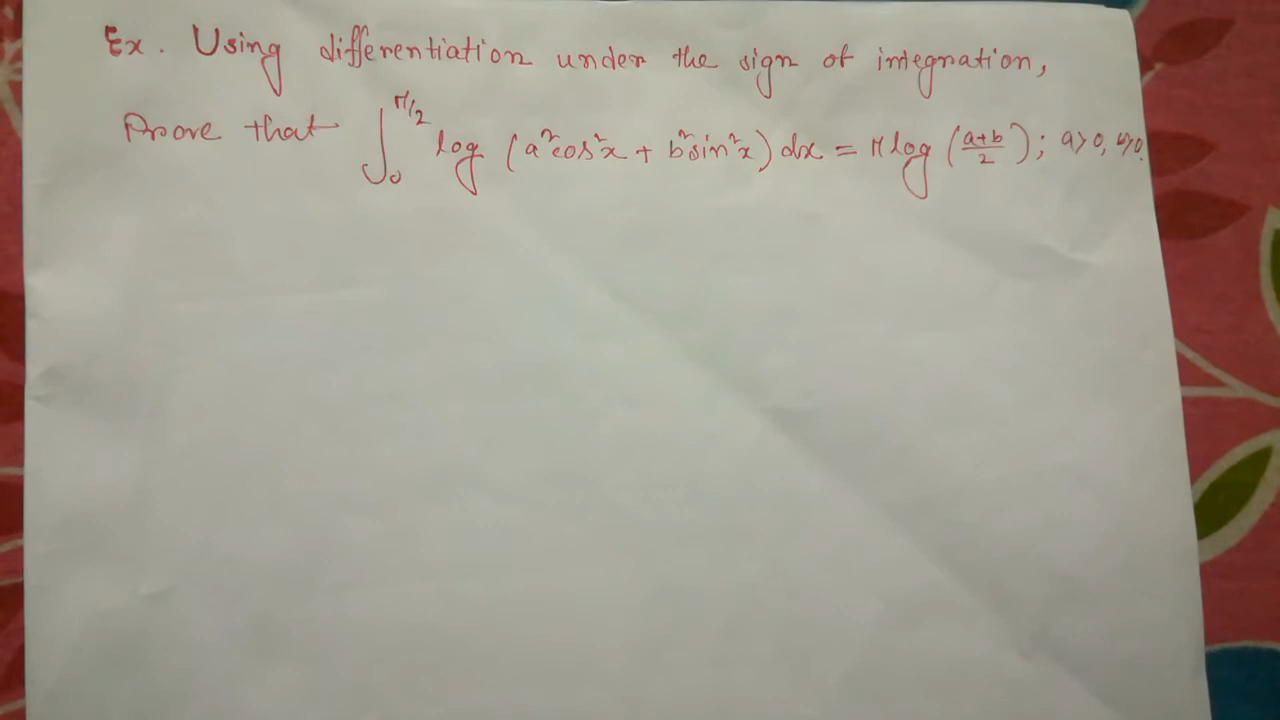 Ex. Using differentiation under the sign of integration,
Prove that ∫₀^{π/2} log (a²cos²x + b²sin²x) dx = π log (a+b/2); a>0, b>0.